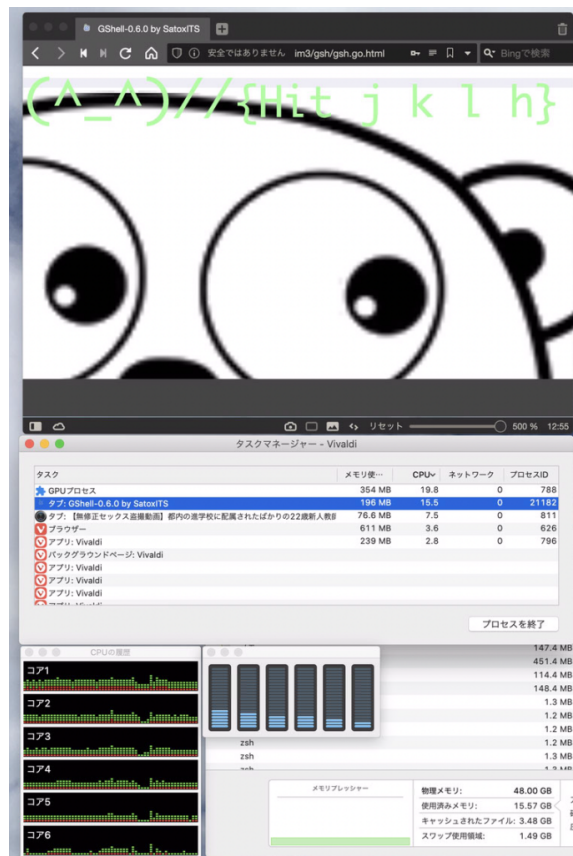 GShell-0.6.0 by SatoxITS
安全ではありません im3/gsh/gsh.go.html
Bingで検索
(^_^)//{Hit j k l h}
リセット 500 % 12:55
タスクマネージャー - Vivaldi
タスク メモリ使… CPU ネットワーク プロセスID
GPUプロセス 354 MB 19.8 0 788
タブ: GShell-0.6.0 by SatoxITS 196 MB 15.5 0 21182
タブ: 【無修正セックス盗撮動画】都内の進学校に配属されたばかりの22歳新人教師 76.6 MB 7.5 0 811
ブラウザー 611 MB 3.6 0 626
アプリ: Vivaldi 239 MB 2.8 0 796
バックグラウンドページ: Vivaldi
アプリ: Vivaldi
アプリ: Vivaldi
アプリ: Vivaldi
プロセスを終了
CPUの履歴
コア1
コア2
コア3
コア4
コア5
コア6
147.4 MB
451.4 MB
114.4 MB
148.4 MB
1.3 MB
1.2 MB
1.2 MB
zsh 1.2 MB
zsh 1.3 MB
メモリプレッシャー
物理メモリ: 48.00 GB
使用済みメモリ: 15.57 GB
キャッシュされたファイル: 3.48 GB
スワップ使用領域: 1.49 GB